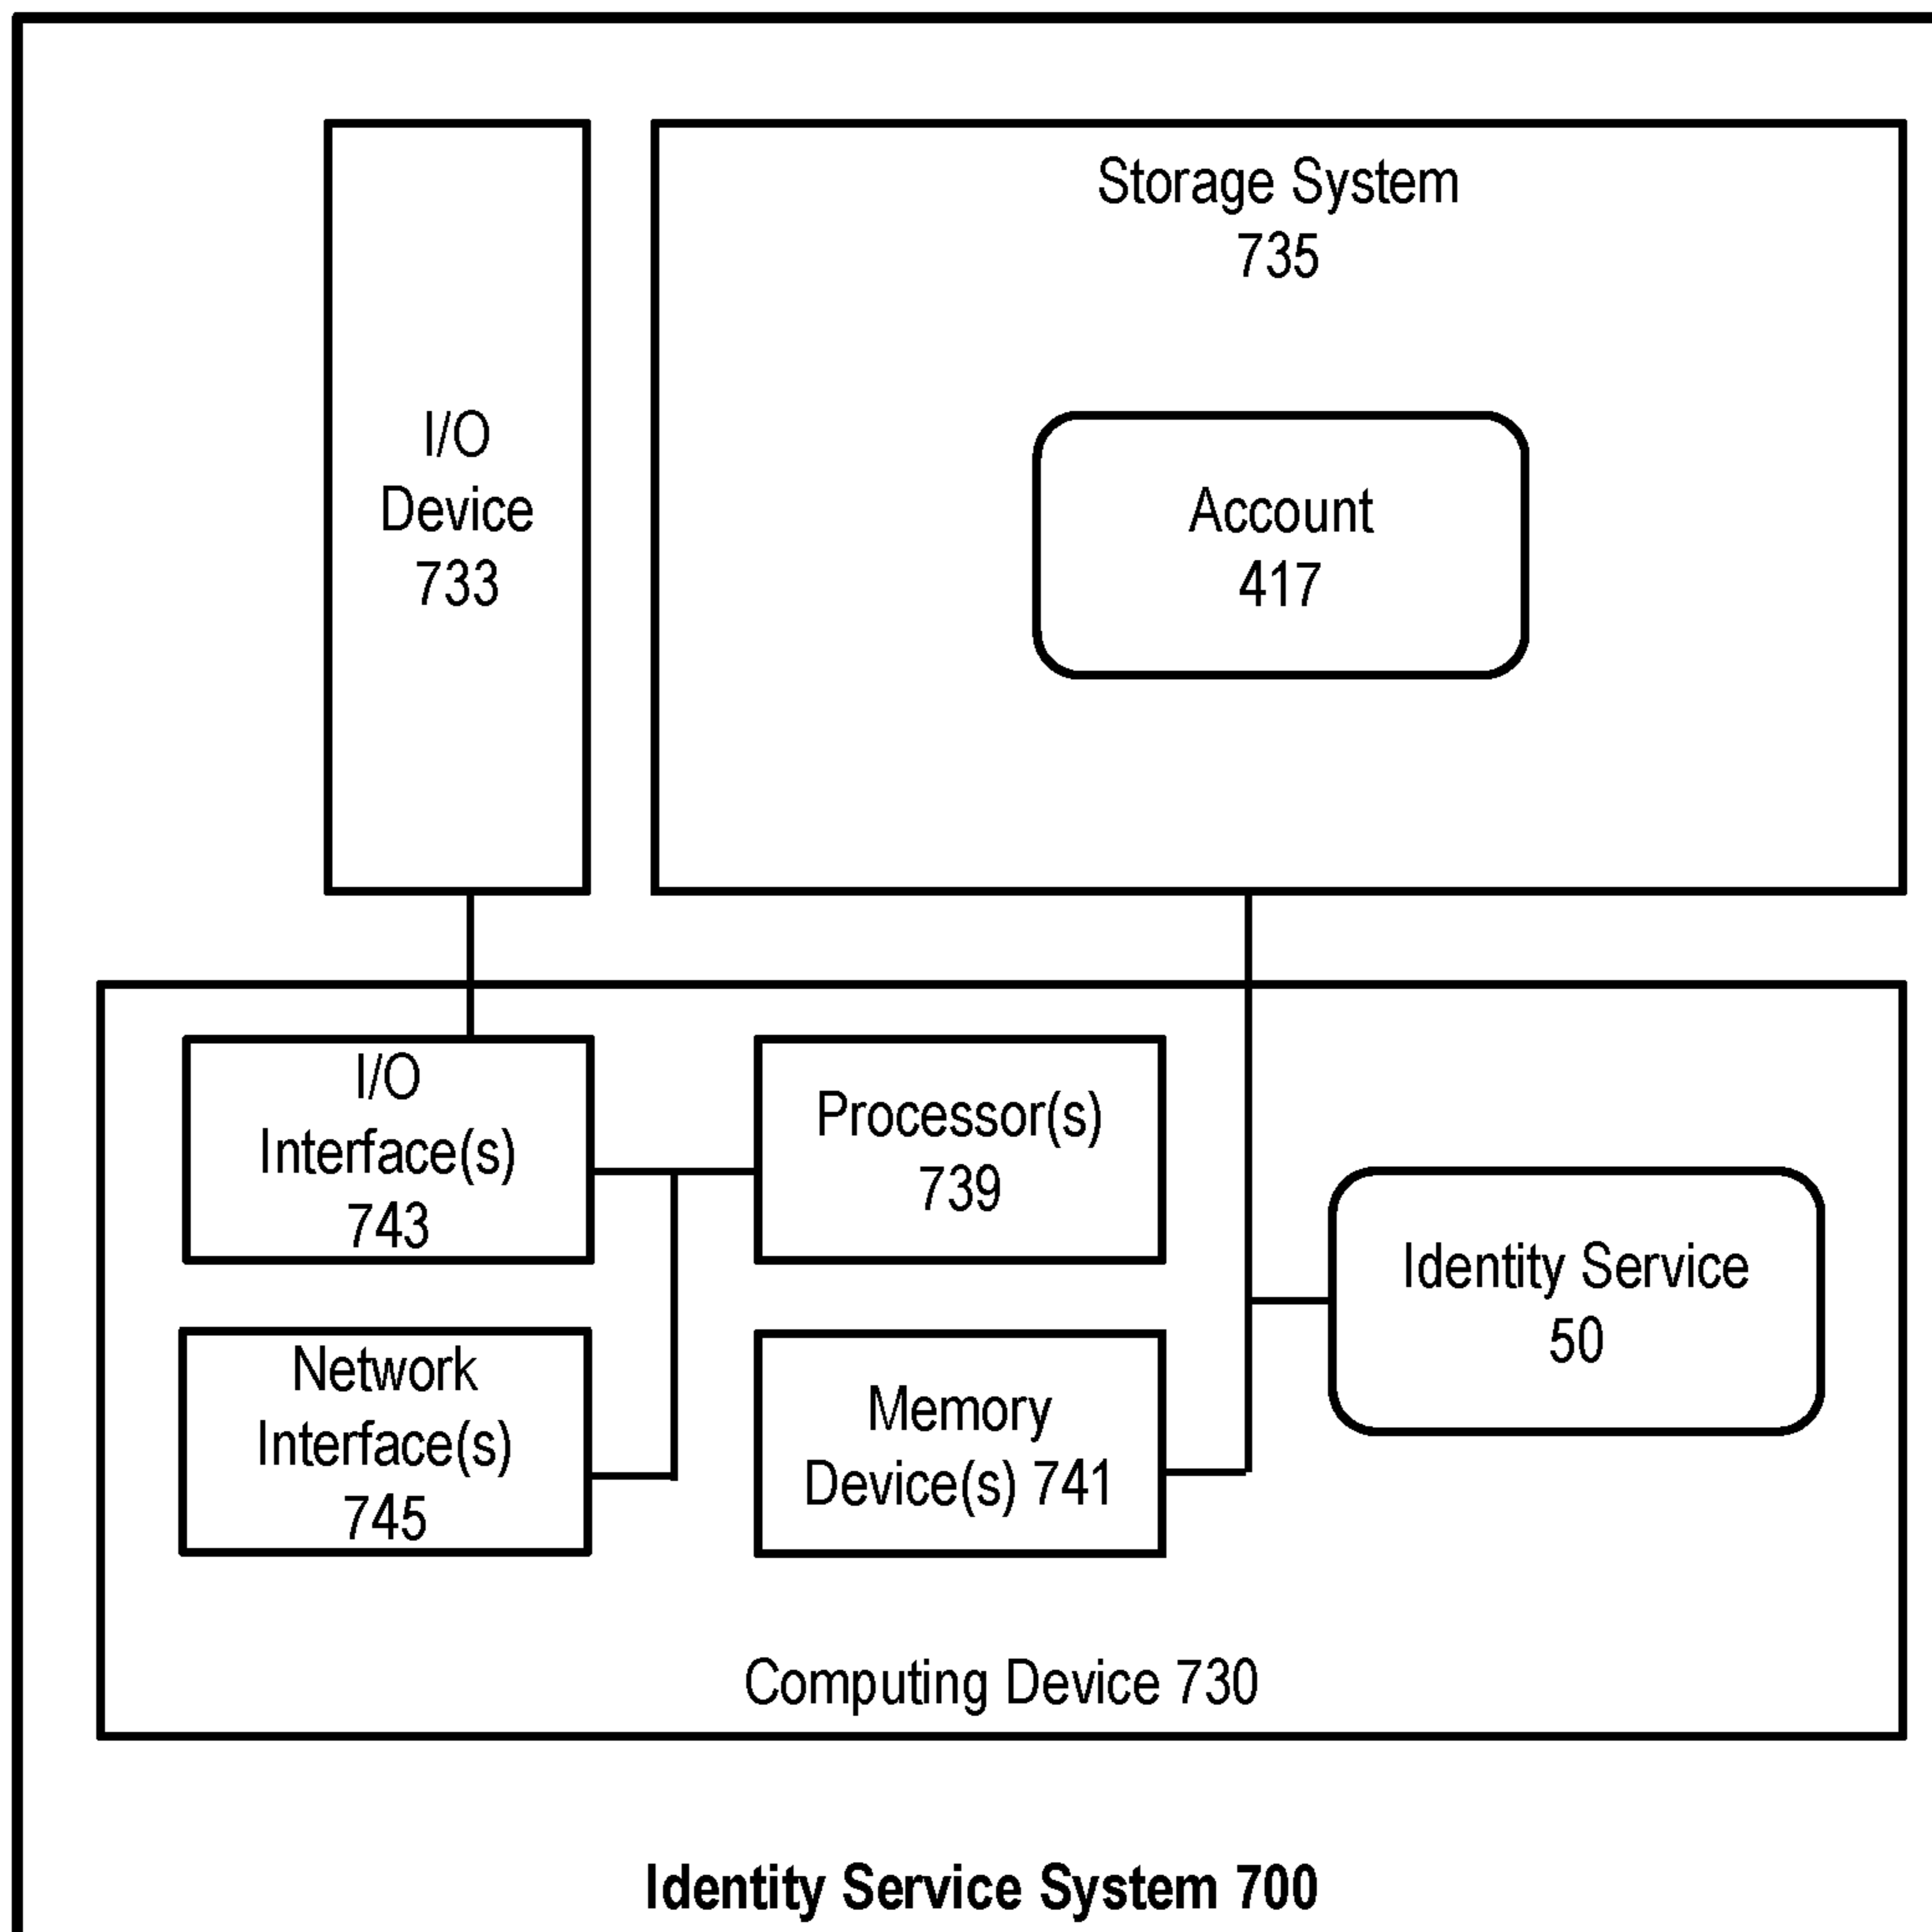 Storage System
735
I/O
Device
733
Account
417
I/O
Interface(s)
743
Processor(s)
739
Identity Service
50
Network
Interface(s)
745
Memory
Device(s) 741
Computing Device 730
Identity Service System 700